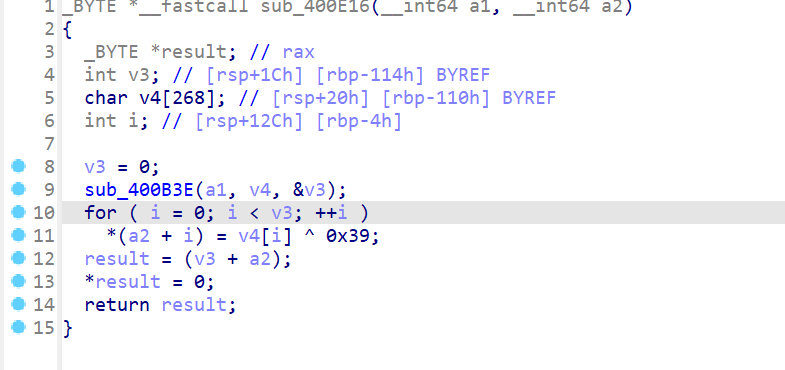 1 _BYTE *__fastcall sub_400E16(__int64 a1, __int64 a2)
2 {
3   _BYTE *result; // rax
4   int v3; // [rsp+1Ch] [rbp-114h] BYREF
5   char v4[268]; // [rsp+20h] [rbp-110h] BYREF
6   int i; // [rsp+12Ch] [rbp-4h]
7
8   v3 = 0;
9   sub_400B3E(a1, v4, &v3);
10   for ( i = 0; i < v3; ++i )
11     *(a2 + i) = v4[i] ^ 0x39;
12   result = (v3 + a2);
13   *result = 0;
14   return result;
15 }